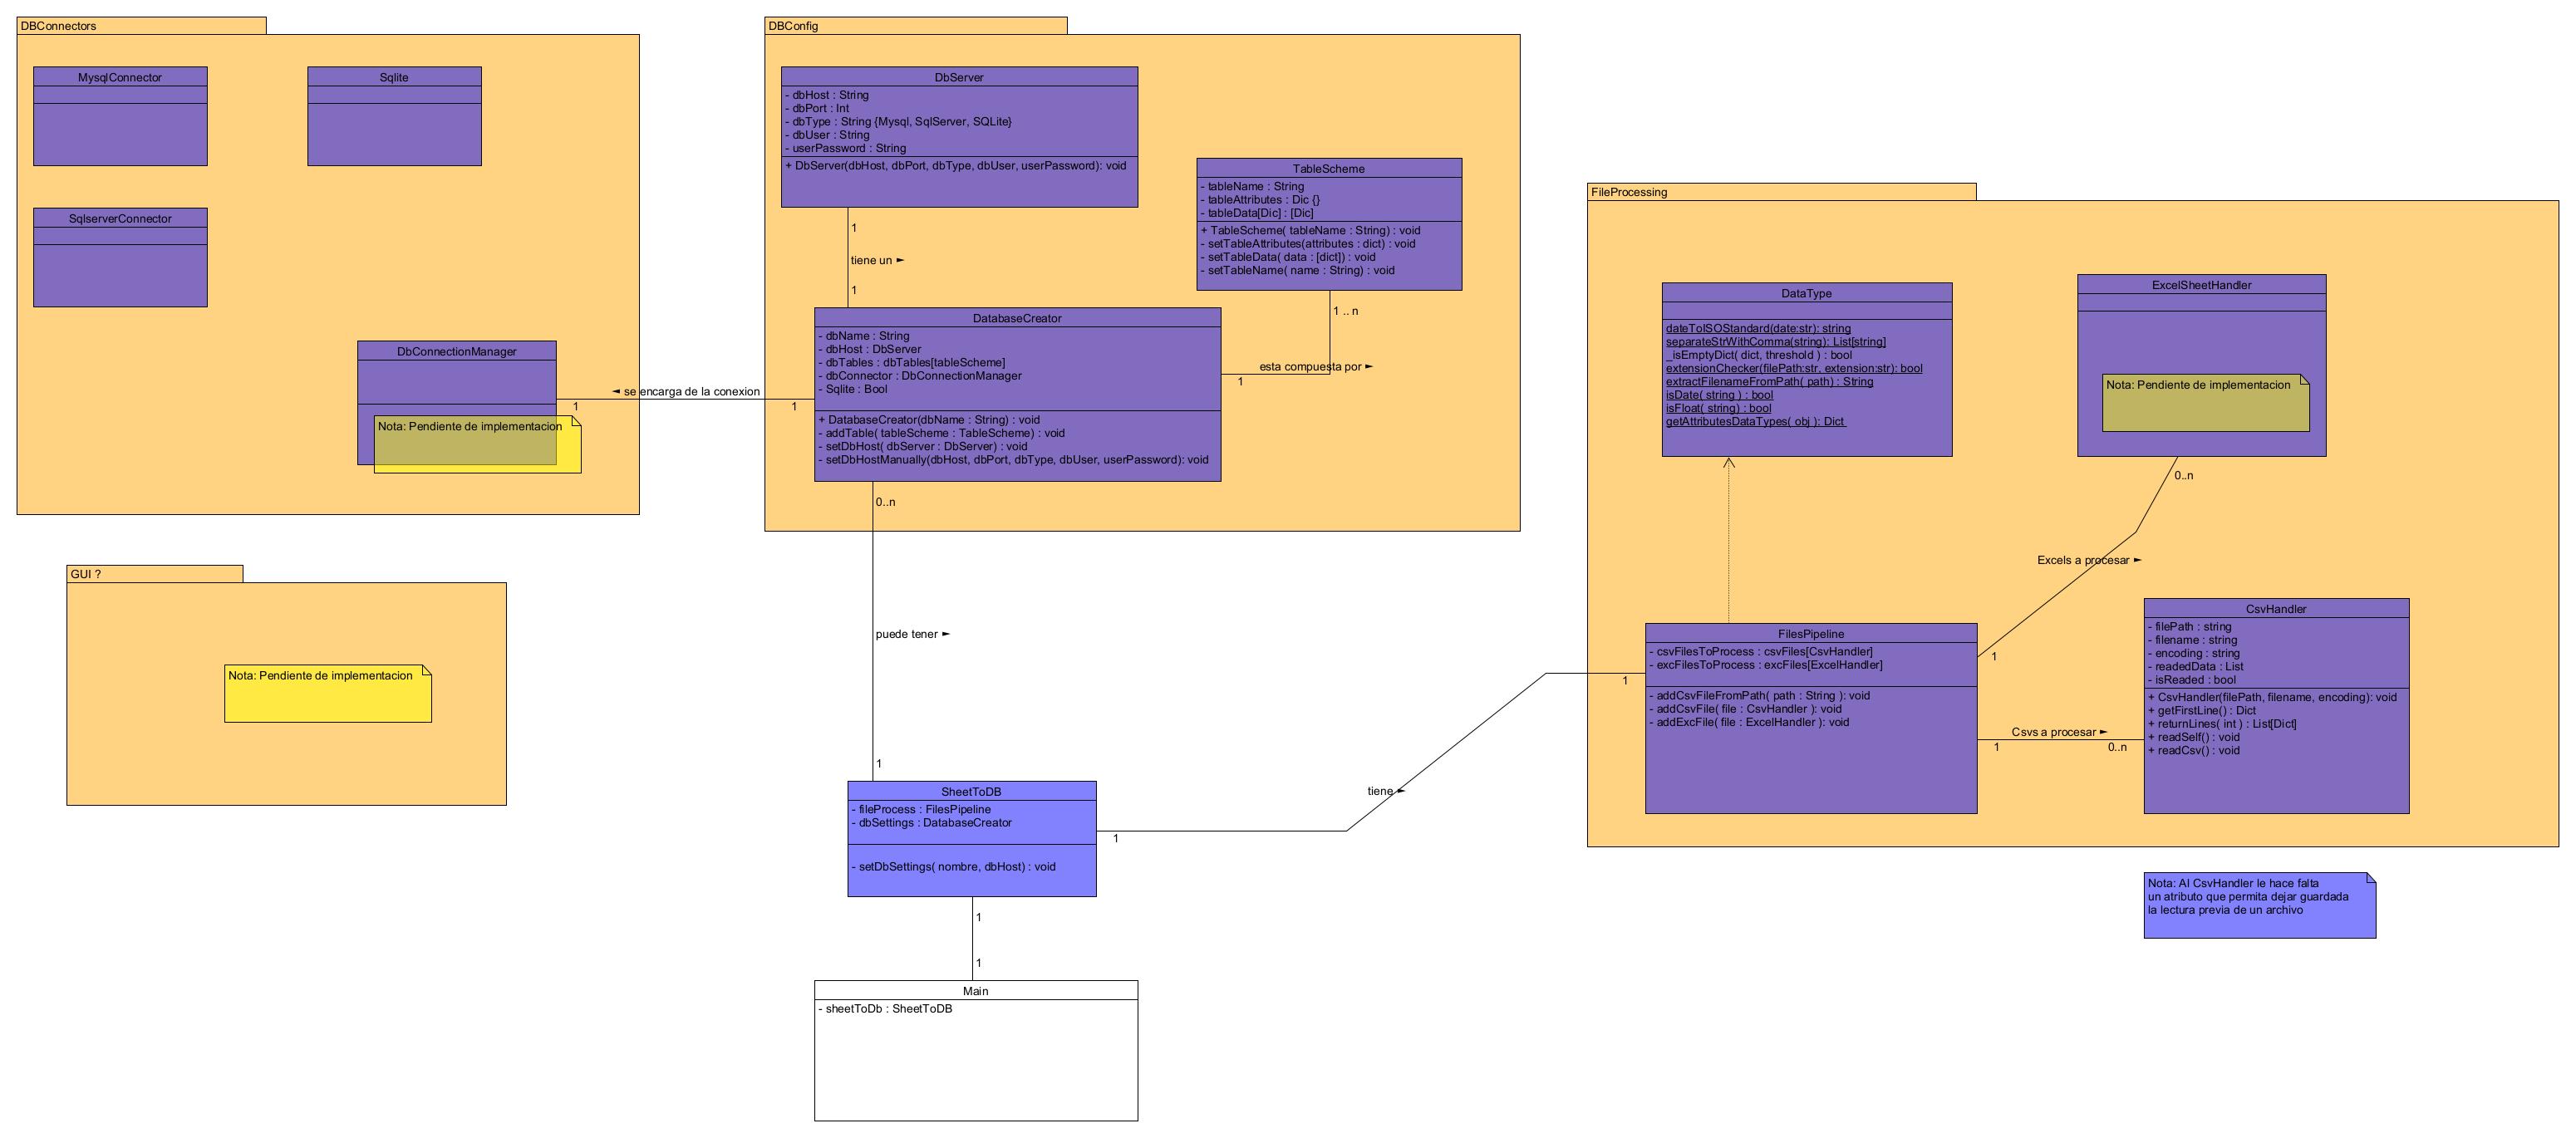 DBConnectors
MysqlConnector
Sqlite
SqlserverConnector
DbConnectionManager
Nota: Pendiente de implementacion
1
◄ se encarga de la conexion
1
DBConfig
DbServer
- dbHost : String
- dbPort : Int
- dbType : String {Mysql, SqlServer, SQLite}
- dbUser : String
- userPassword : String
+ DbServer(dbHost, dbPort, dbType, dbUser, userPassword): void
1
tiene un ►
1
TableScheme
- tableName : String
- tableAttributes : Dic {}
- tableData[Dic] : [Dic]
+ TableScheme( tableName : String) : void
- setTableAttributes(attributes : dict) : void
- setTableData( data : [dict]) : void
- setTableName( name : String) : void
1 .. n
esta compuesta por ►
1
DatabaseCreator
- dbName : String
- dbHost : DbServer
- dbTables : dbTables[tableScheme]
- dbConnector : DbConnectionManager
- Sqlite : Bool
+ DatabaseCreator(dbName : String) : void
- addTable( tableScheme : TableScheme) : void
- setDbHost( dbServer : DbServer) : void
- setDbHostManually(dbHost, dbPort, dbType, dbUser, userPassword): void
0..n
puede tener ►
1
GUI ?
Nota: Pendiente de implementacion
SheetToDB
- fileProcess : FilesPipeline
- dbSettings : DatabaseCreator
- setDbSettings( nombre, dbHost) : void
1
tiene ►
1
1
1
Main
- sheetToDb : SheetToDB
FileProcessing
DataType
dateToISOStandard(date:str): string
separateStrWithComma(string): List[string]
_isEmptyDict( dict, threshold ) : bool
extensionChecker(filePath:str, extension:str): bool
extractFilenameFromPath( path) : String
isDate( string ) : bool
isFloat( string) : bool
getAttributesDataTypes( obj ): Dict
ExcelSheetHandler
Nota: Pendiente de implementacion
0..n
Excels a procesar ►
1
FilesPipeline
- csvFilesToProcess : csvFiles[CsvHandler]
- excFilesToProcess : excFiles[ExcelHandler]
- addCsvFileFromPath( path : String ): void
- addCsvFile( file : CsvHandler ): void
- addExcFile( file : ExcelHandler ): void
Csvs a procesar ►
1
0..n
CsvHandler
- filePath : string
- filename : string
- encoding : string
- readedData : List
- isReaded : bool
+ CsvHandler(filePath, filename, encoding): void
+ getFirstLine() : Dict
+ returnLines( int ) : List[Dict]
+ readSelf() : void
+ readCsv() : void
Nota: Al CsvHandler le hace falta
un atributo que permita dejar guardada
la lectura previa de un archivo